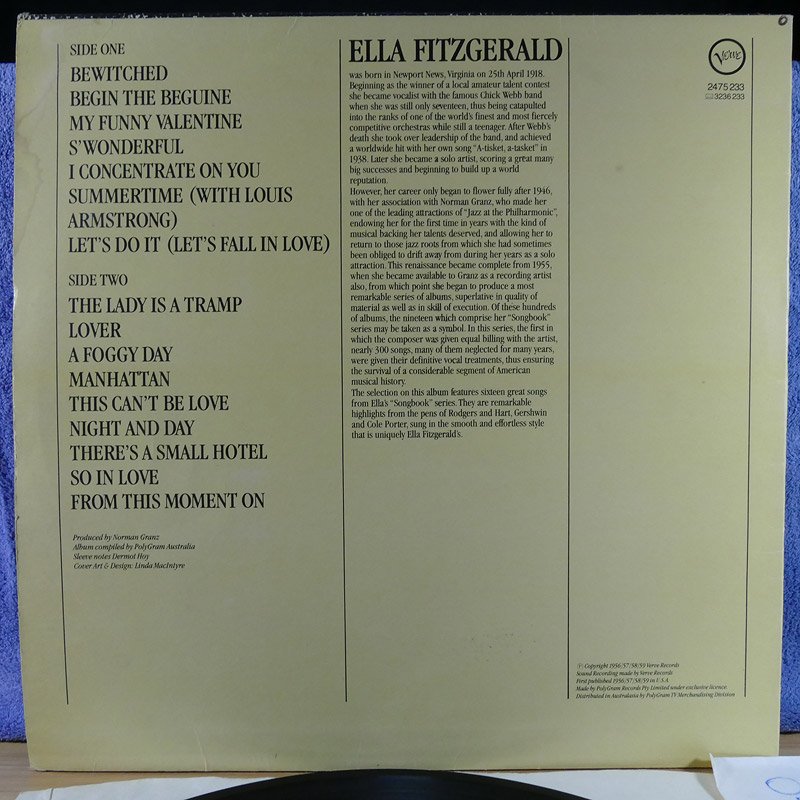 SIDE ONE
BEWITCHED
BEGIN THE BEGUINE
MY FUNNY VALENTINE
S'WONDERFUL
I CONCENTRATE ON YOU
SUMMERTIME (WITH LOUIS
ARMSTRONG)
LET'S DO IT (LET'S FALL IN LOVE)
SIDE TWO
THE LADY IS A TRAMP
LOVER
A FOGGY DAY
MANHATTAN
THIS CAN'T BE LOVE
NIGHT AND DAY
THERE'S A SMALL HOTEL
SO IN LOVE
FROM THIS MOMENT ON
Produced by Norman Granz
Album compiled by PolyGram Australia
Sleeve notes Dermot Hoy
Cover Art & Design: Linda MacIntyre
ELLA FITZGERALD
was born in Newport News, Virginia on 25th April 1918.
Beginning as the winner of a local amateur talent contest
she became vocalist with the famous Chick Webb band
when she was still only seventeen, thus being catapulted
into the ranks of one of the world's finest and most fiercely
competitive orchestras while still a teenager. After Webb's
death she took over leadership of the band, and achieved
a worldwide hit with her own song "A-tisket, a-tasket" in
1938. Later she became a solo artist, scoring a great many
big successes and beginning to build up a world
reputation.
However, her career only began to flower fully after 1946,
with her association with Norman Granz, who made her
one of the leading attractions of "Jazz at the Philharmonic",
endowing her for the first time in years with the kind of
musical backing her talents deserved, and allowing her to
return to those jazz roots from which she had sometimes
been obliged to drift away from during her years as a solo
attraction. This renaissance became complete from 1955,
when she became available to Granz as a recording artist
also, from which point she began to produce a most
remarkable series of albums, superlative in quality of
material as well as in skill of execution. Of these hundreds
of albums, the nineteen which comprise her "Songbook"
series may be taken as a symbol. In this series, the first in
which the composer was given equal billing with the artist,
nearly 300 songs, many of them neglected for many years,
were given their definitive vocal treatments, thus ensuring
the survival of a considerable segment of American
musical history.
The selection on this album features sixteen great songs
from Ella's "Songbook" series. They are remarkable
highlights from the pens of Rodgers and Hart, Gershwin
and Cole Porter, sung in the smooth and effortless style
that is uniquely Ella Fitzgerald's.
Verve
2475 233
3236 233
℗ Copyright 1956/57/58/59 Verve Records
Sound Recording made by Verve Records
First published 1956/57/58/59 in U.S.A
Made by PolyGram Records Pty Limited under exclusive licence
Distributed in Australasia by PolyGram TV Merchandising Division